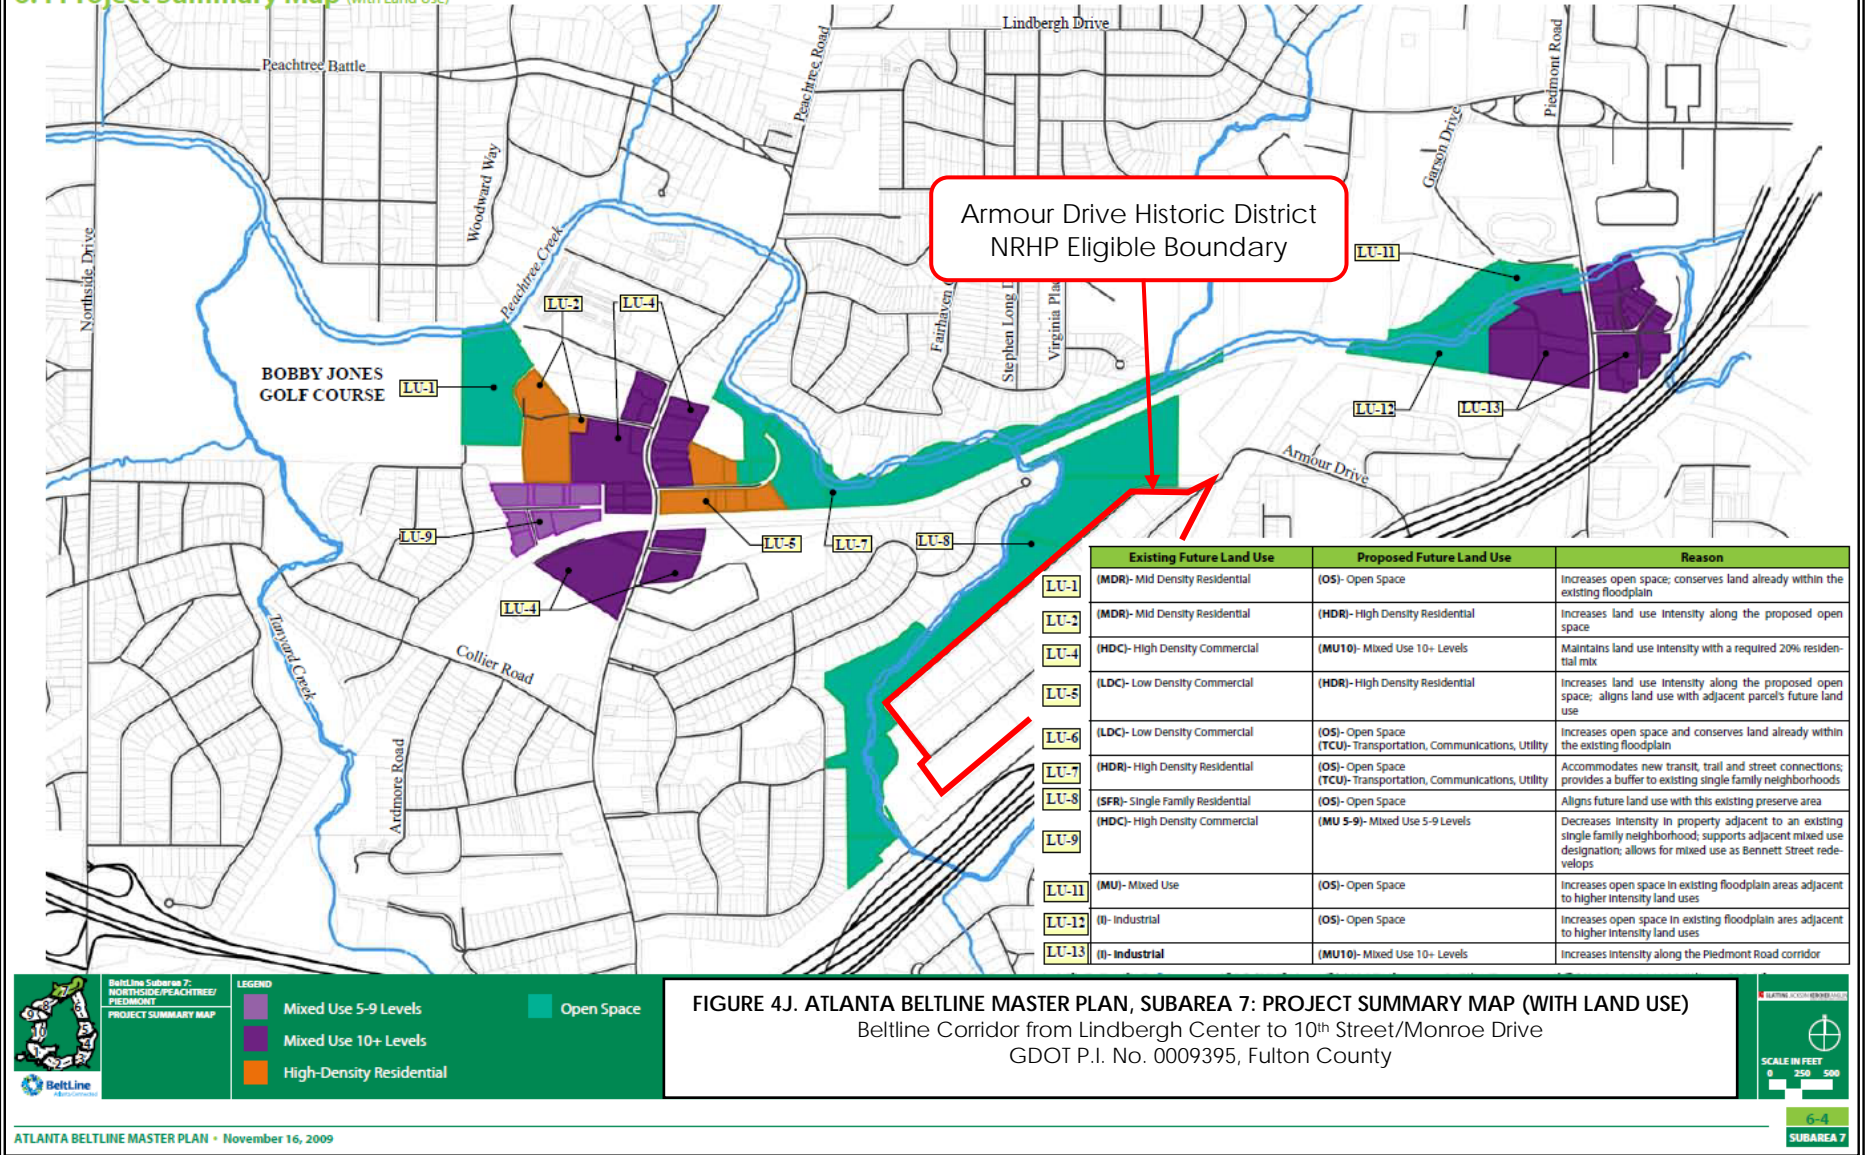 6.4 Project Summary Map (with Land Use)
Lindbergh Drive
Peachtree Battle
Peachtree Road
Piedmont Road
Garson Drive
Woodward Way
Northside Drive
Peachtree Creek
Armour Drive Historic District
NRHP Eligible Boundary
LU-11
LU-2
LU-4
Fairhaven
Stephen Long D
Virginia Plac
BOBBY JONES
GOLF COURSE
LU-1
LU-12
LU-13
Armour Drive
LU-9
LU-5
LU-7
LU-8
LU-4
Tanyard Creek
Collier Road
Ardmore Road
Existing Future Land Use Proposed Future Land Use Reason
LU-1 (MDR)- Mid Density Residential (OS)- Open Space Increases open space; conserves land already within the
existing floodplain
LU-2 (MDR)- Mid Density Residential (HDR)- High Density Residential Increases land use intensity along the proposed open
space
LU-4 (HDC)- High Density Commercial (MU10)- Mixed Use 10+ Levels Maintains land use intensity with a required 20% residen-
tial mix
LU-5 (LDC)- Low Density Commercial (HDR)- High Density Residential Increases land use intensity along the proposed open
space; aligns land use with adjacent parcel's future land
use
LU-6 (LDC)- Low Density Commercial (OS)- Open Space Increases open space and conserves land already within
(TCU)- Transportation, Communications, Utility the existing floodplain
LU-7 (HDR)- High Density Residential (OS)- Open Space Accommodates new transit, trail and street connections;
(TCU)- Transportation, Communications, Utility provides a buffer to existing single family neighborhoods
LU-8 (SFR)- Single Family Residential (OS)- Open Space Aligns future land use with this existing preserve area
LU-9 (HDC)- High Density Commercial (MU 5-9)- Mixed Use 5-9 Levels Decreases intensity in property adjacent to an existing
single family neighborhood; supports adjacent mixed use
designation; allows for mixed use as Bennett Street rede-
velops
LU-11 (MU)- Mixed Use (OS)- Open Space Increases open space in existing floodplain areas adjacent
to higher intensity land uses
LU-12 (I)- Industrial (OS)- Open Space Increases open space in existing floodplain ares adjacent
to higher intensity land uses
LU-13 (I)- Industrial (MU10)- Mixed Use 10+ Levels Increases intensity along the Piedmont Road corridor
BeltLine Subarea 7:
NORTHSIDE/PEACHTREE/
PIEDMONT
PROJECT SUMMARY MAP
BeltLine
LEGEND
Mixed Use 5-9 Levels
Mixed Use 10+ Levels
High-Density Residential
Open Space
FIGURE 4J. ATLANTA BELTLINE MASTER PLAN, SUBAREA 7: PROJECT SUMMARY MAP (WITH LAND USE)
Beltline Corridor from Lindbergh Center to 10th Street/Monroe Drive
GDOT P.I. No. 0009395, Fulton County
SCALE IN FEET
0 250 500
6-4
ATLANTA BELTLINE MASTER PLAN • November 16, 2009
SUBAREA 7